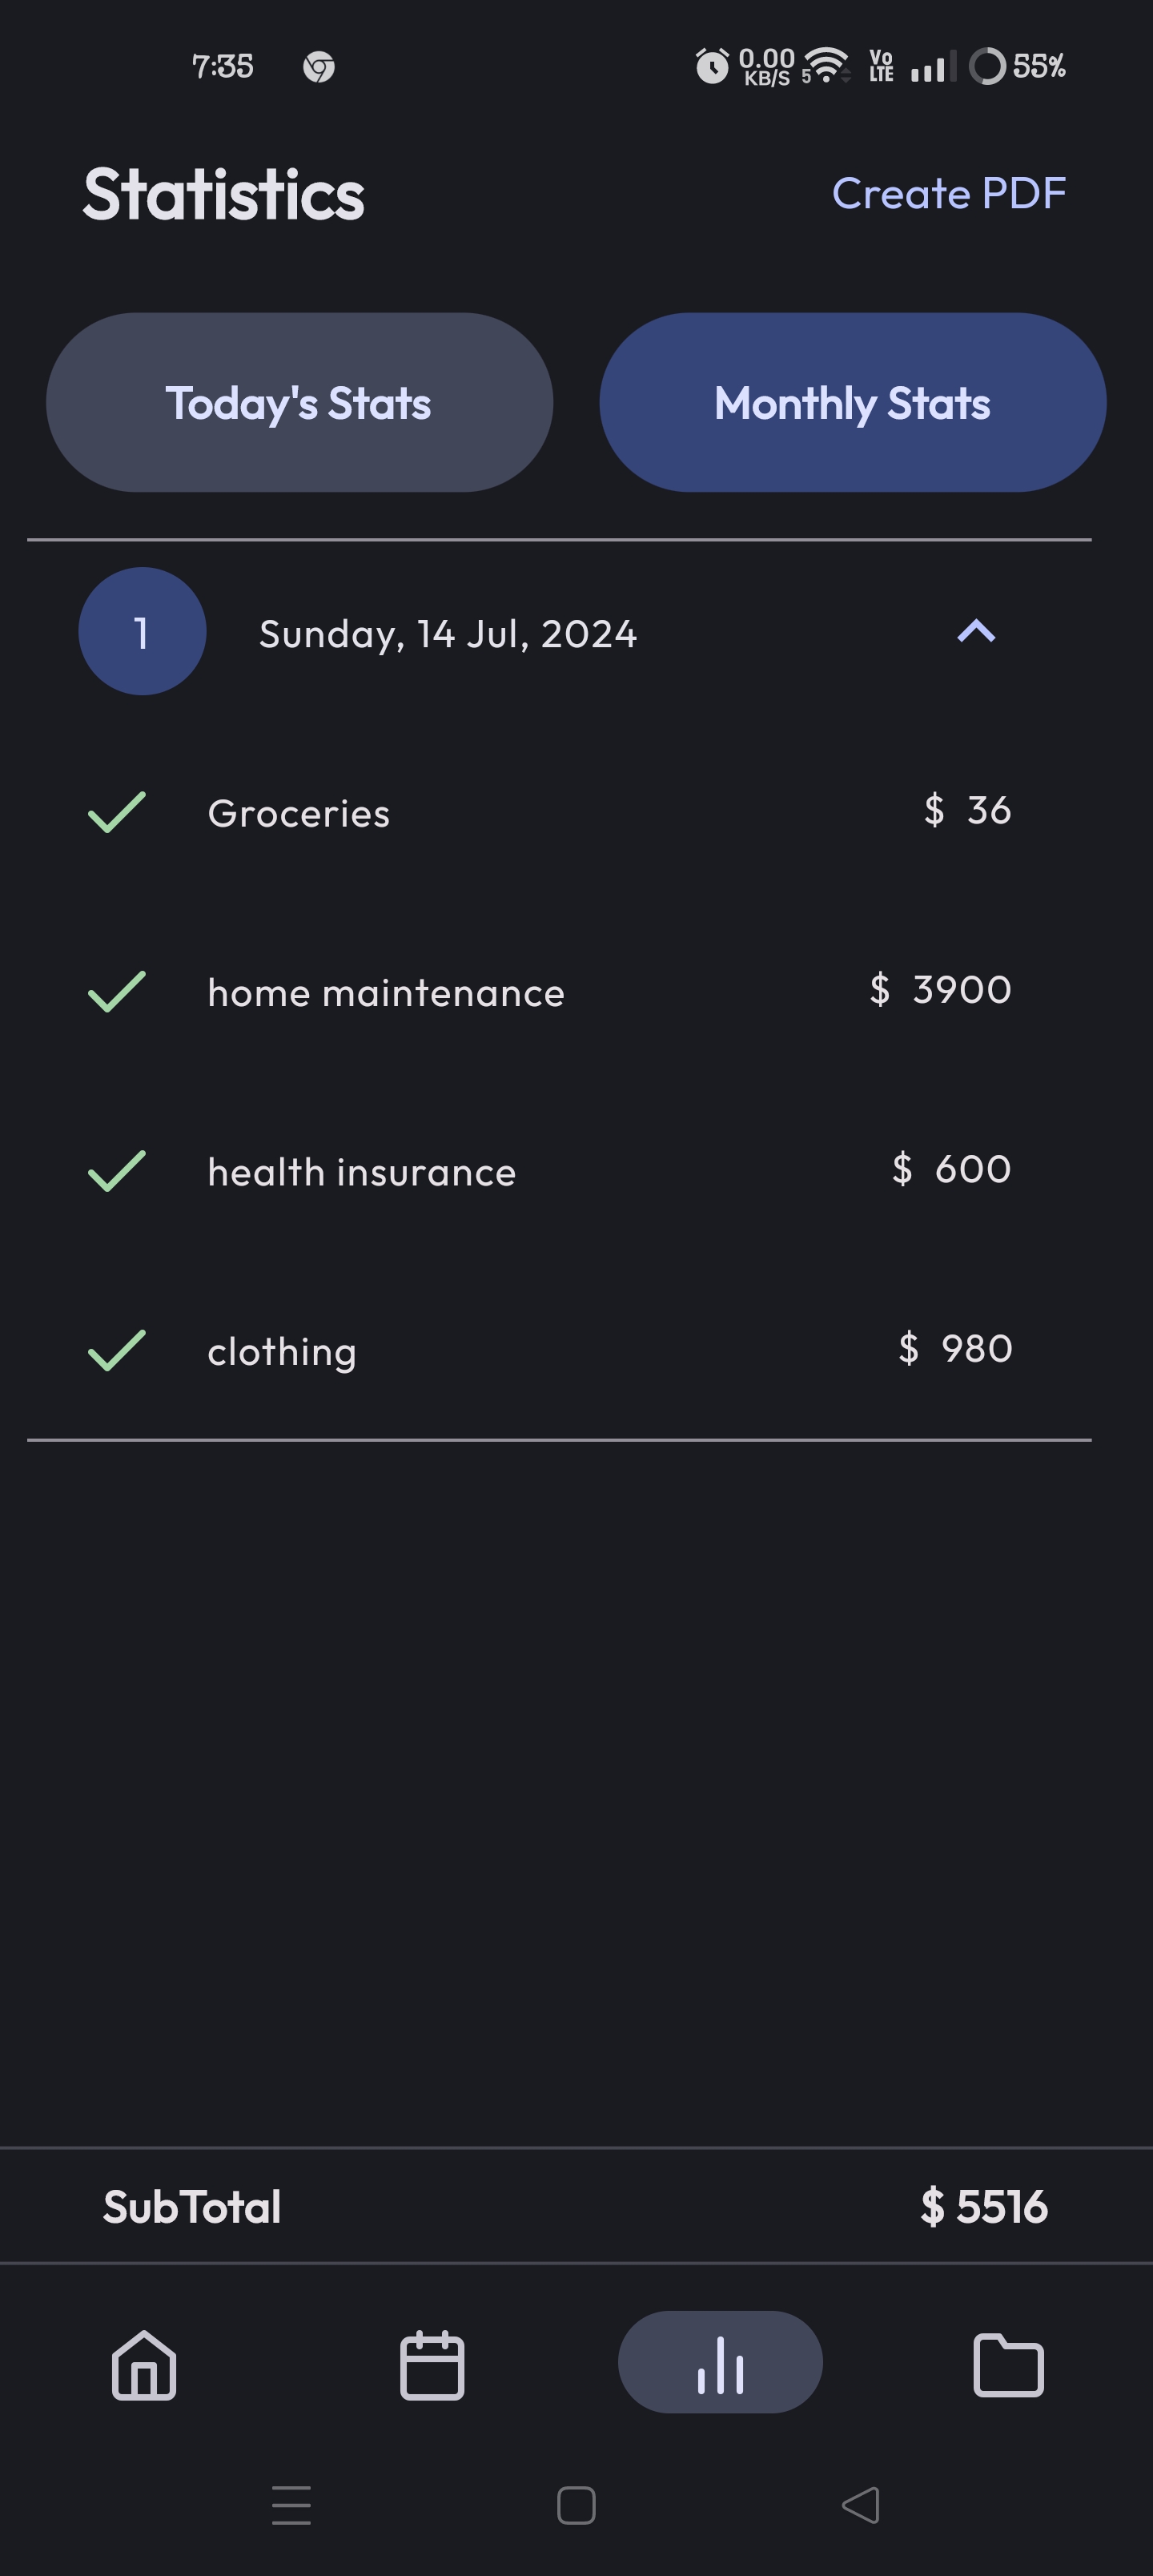 7:35 0.00 KB/S 5 Vo LTE 55%
Statistics Create PDF
Today's Stats Monthly Stats
1 Sunday, 14 Jul, 2024
Groceries $ 36
home maintenance $ 3900
health insurance $ 600
clothing $ 980
SubTotal $ 5516